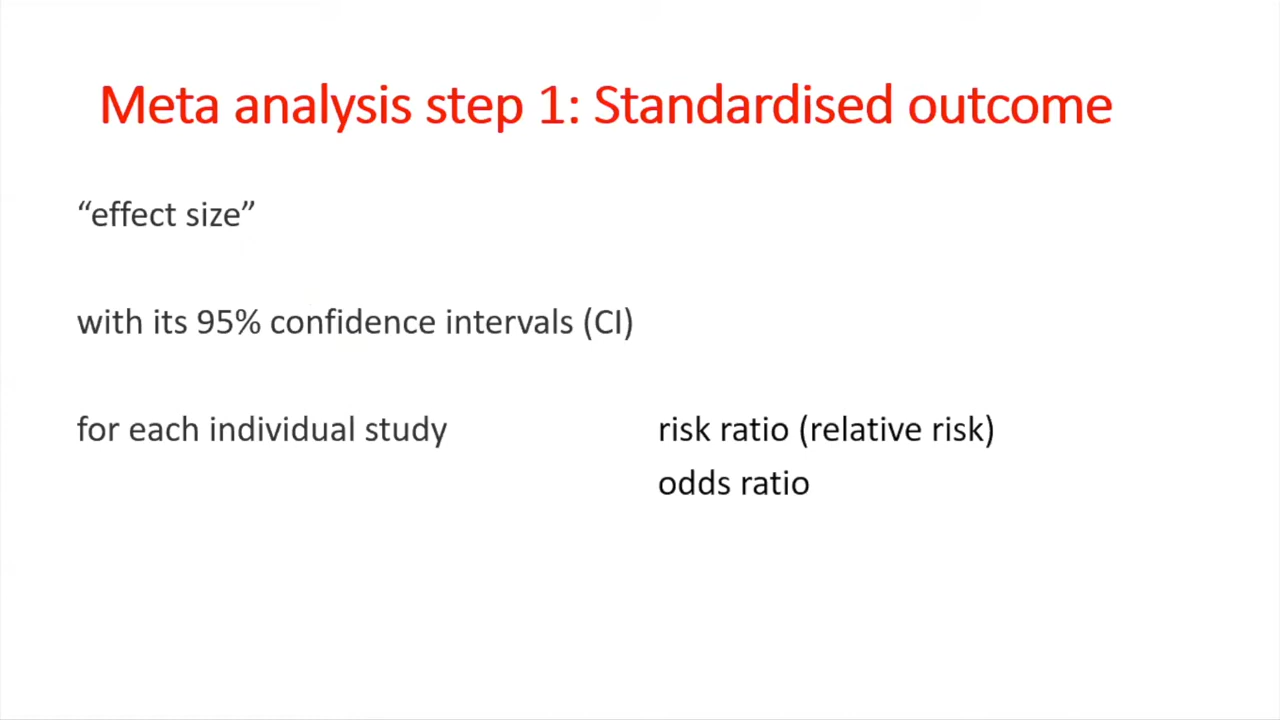 Meta analysis step 1: Standardised outcome
“effect size”
with its 95% confidence intervals (CI)
for each individual study
risk ratio (relative risk)
odds ratio